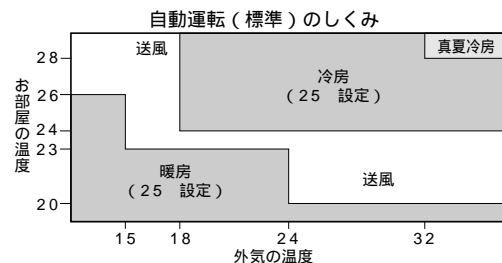 自動運転(標準)のしくみ
送風
真夏冷房
冷房
(25 設定)
28
26
24
23
20
お部屋の温度
暖房
(25 設定)
送風
15 18 24 32
外気の温度